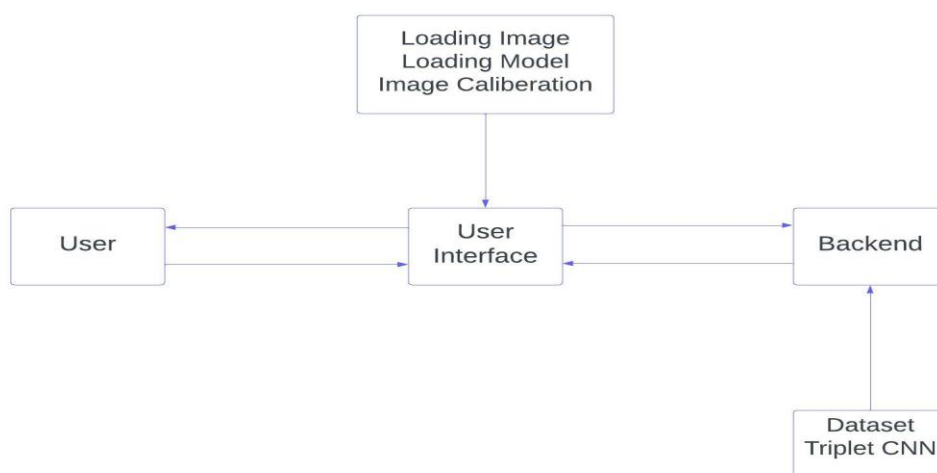 Loading Image
Loading Model
Image Caliberation
User
User
Interface
Backend
Dataset
Triplet CNN